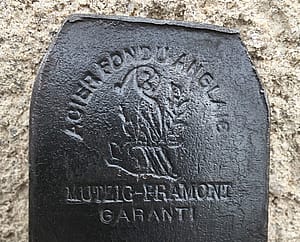 ACIER FONDU ANGLAIS
MUTZIG-FRAMONT
GARANTI